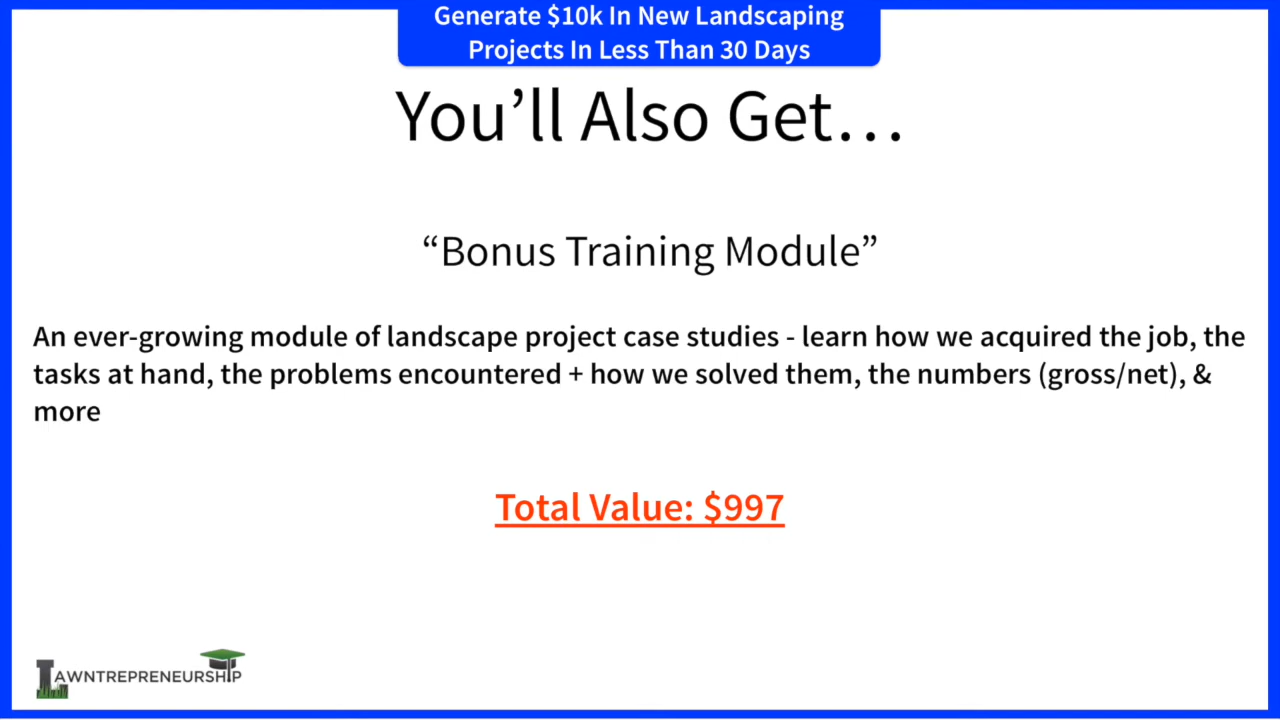 Generate $10k In New Landscaping
Projects In Less Than 30 Days
You’ll Also Get…
“Bonus Training Module”
An ever-growing module of landscape project case studies - learn how we acquired the job, the
tasks at hand, the problems encountered + how we solved them, the numbers (gross/net), &
more
Total Value: $997
LAWNTREPRENEURSHIP